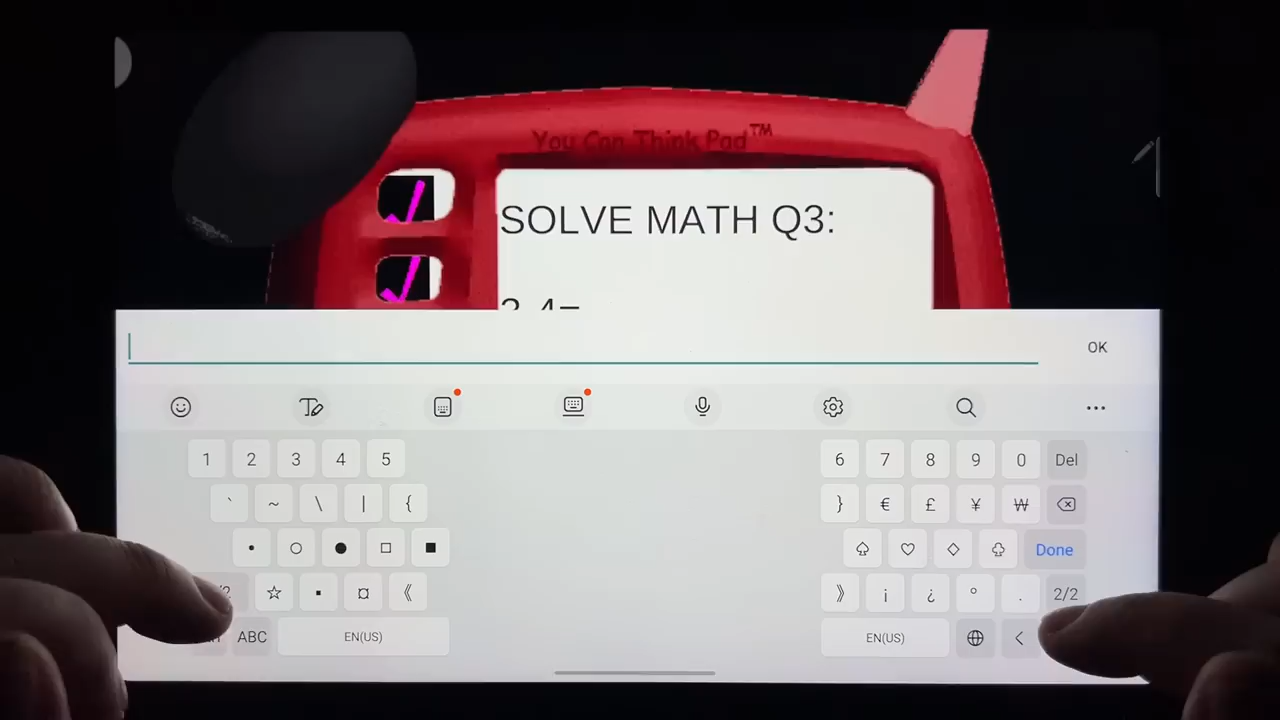 You Can Think Pad™
SOLVE MATH Q3:
OK
1 2 3 4 5 6 7 8 9 0 Del
` ~ \ | { } € £ ¥ ₩
• ○ ● □ ■ ♤ ♡ ◇ ♧ Done
☆ ▪ ¤ 《 》 ¡ ¿ ° . 2/2
ABC EN(US) EN(US) <